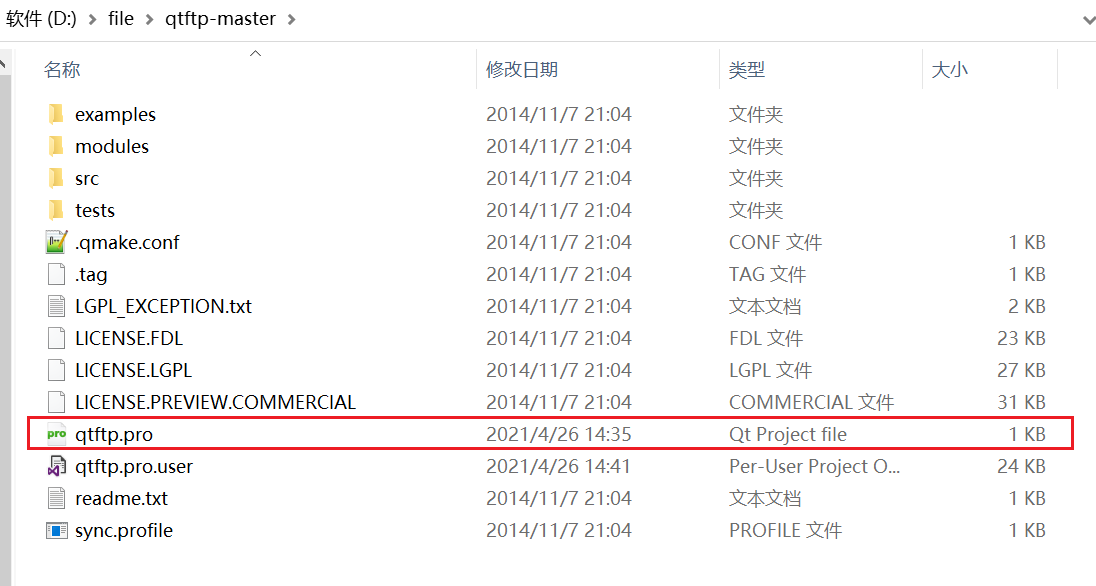 软件 (D:) > file > qtftp-master >
名称 修改日期 类型 大小
examples 2014/11/7 21:04 文件夹
modules 2014/11/7 21:04 文件夹
src 2014/11/7 21:04 文件夹
tests 2014/11/7 21:04 文件夹
.qmake.conf 2014/11/7 21:04 CONF 文件 1 KB
.tag 2014/11/7 21:04 TAG 文件 1 KB
LGPL_EXCEPTION.txt 2014/11/7 21:04 文本文档 2 KB
LICENSE.FDL 2014/11/7 21:04 FDL 文件 23 KB
LICENSE.LGPL 2014/11/7 21:04 LGPL 文件 27 KB
LICENSE.PREVIEW.COMMERCIAL 2014/11/7 21:04 COMMERCIAL 文件 31 KB
pro qtftp.pro 2021/4/26 14:35 Qt Project file 1 KB
qtftp.pro.user 2021/4/26 14:41 Per-User Project O... 24 KB
readme.txt 2014/11/7 21:04 文本文档 1 KB
sync.profile 2014/11/7 21:04 PROFILE 文件 1 KB